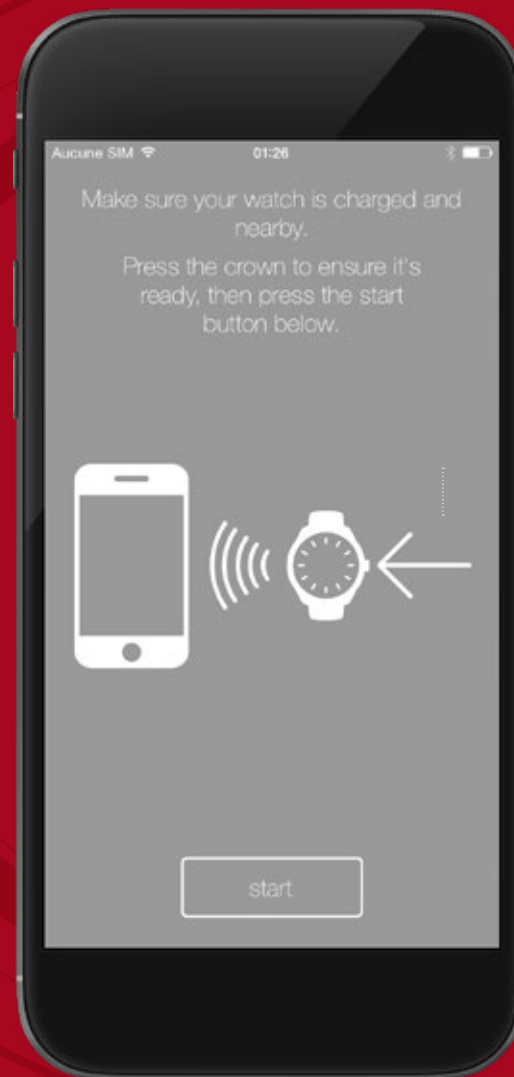 Aucune SIM 01:26
Make sure your watch is charged and
nearby.
Press the crown to ensure it's
ready, then press the start
button below.
start